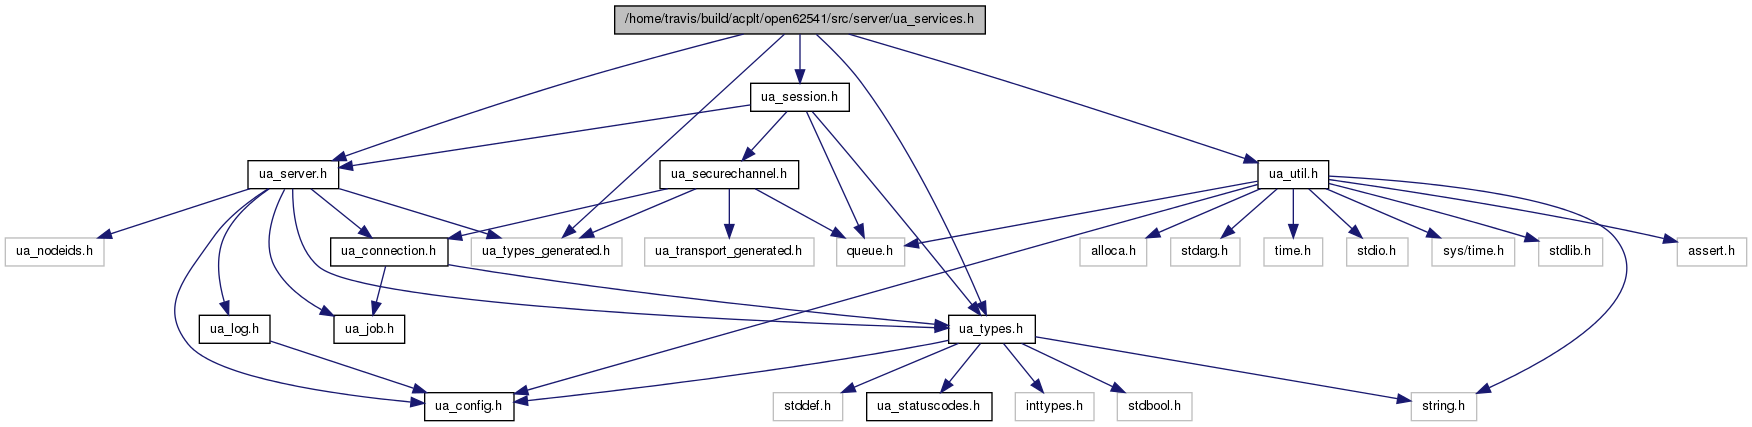 /home/travis/build/acplt/open62541/src/server/ua_services.h
ua_session.h
ua_server.h
ua_securechannel.h
ua_util.h
ua_nodeids.h
ua_connection.h
ua_types_generated.h
ua_transport_generated.h
queue.h
alloca.h
stdarg.h
time.h
stdio.h
sys/time.h
stdlib.h
assert.h
ua_log.h
ua_job.h
ua_types.h
ua_config.h
stddef.h
ua_statuscodes.h
inttypes.h
stdbool.h
string.h